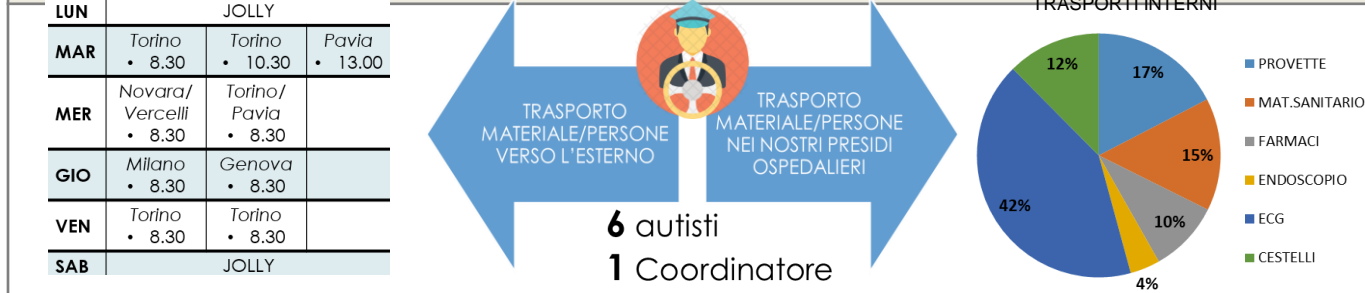 LUN JOLLY
MAR Torino Torino Pavia
• 8.30 • 10.30 • 13.00
MER Novara/ Torino/
Vercelli Pavia
• 8.30 • 8.30
GIO Milano Genova
• 8.30 • 8.30
VEN Torino Torino
• 8.30 • 8.30
SAB JOLLY
TRASPORTO
MATERIALE/PERSONE
VERSO L'ESTERNO
TRASPORTO
MATERIALE/PERSONE
NEI NOSTRI PRESIDI
OSPEDALIERI
6 autisti
1 Coordinatore
TRASPORTI INTERNI
12%
17%
15%
10%
4%
42%
PROVETTE
MAT.SANITARIO
FARMACI
ENDOSCOPIO
ECG
CESTELLI